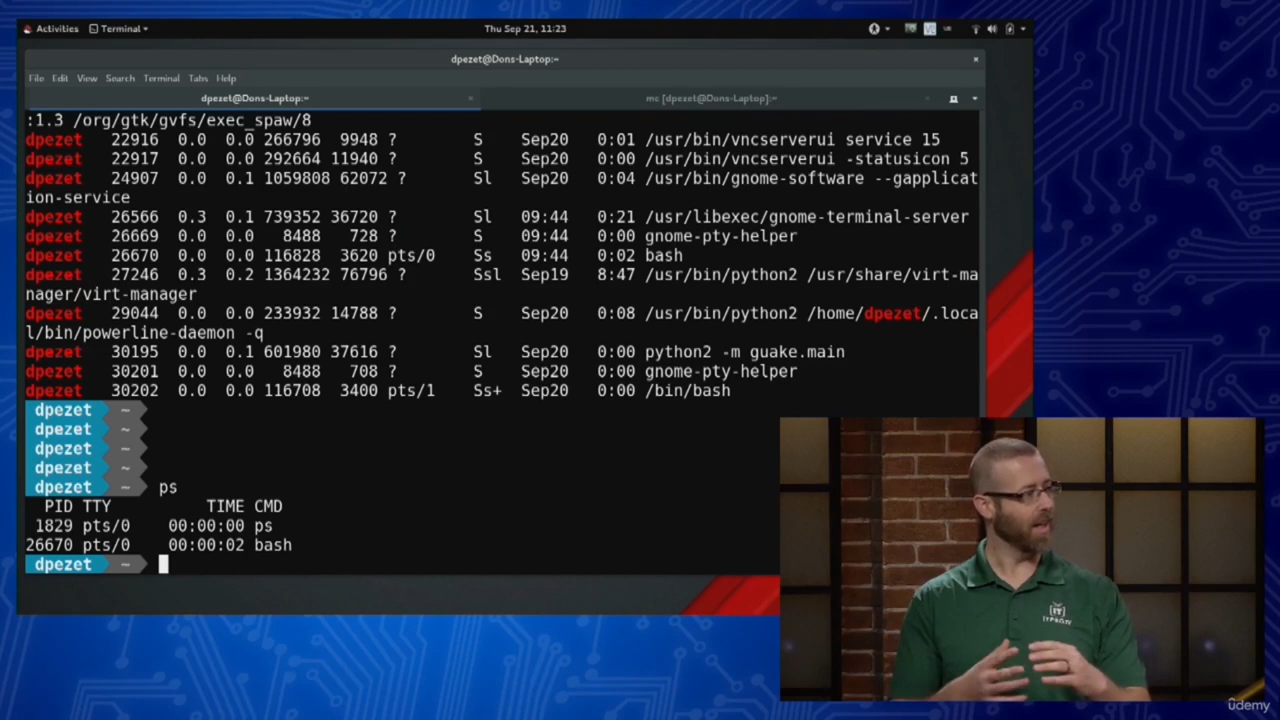 Activities Terminal Thu Sep 21, 11:23
dpezet@Dons-Laptop:~
File Edit View Search Terminal Tabs Help
dpezet@Dons-Laptop:~ mc [dpezet@Dons-Laptop]:~
:1.3 /org/gtk/gvfs/exec_spaw/8
dpezet 22916 0.0 0.0 266796 9948 ? S Sep20 0:01 /usr/bin/vncserverui service 15
dpezet 22917 0.0 0.0 292664 11940 ? S Sep20 0:00 /usr/bin/vncserverui -statusicon 5
dpezet 24907 0.0 0.1 1059808 62072 ? Sl Sep20 0:04 /usr/bin/gnome-software --gapplicat
ion-service
dpezet 26566 0.3 0.1 739352 36720 ? Sl 09:44 0:21 /usr/libexec/gnome-terminal-server
dpezet 26669 0.0 0.0 8488 728 ? S 09:44 0:00 gnome-pty-helper
dpezet 26670 0.0 0.0 116828 3620 pts/0 Ss 09:44 0:02 bash
dpezet 27246 0.3 0.2 1364232 76796 ? Ssl Sep19 8:47 /usr/bin/python2 /usr/share/virt-ma
nager/virt-manager
dpezet 29044 0.0 0.0 233932 14788 ? S Sep20 0:08 /usr/bin/python2 /home/dpezet/.loca
l/bin/powerline-daemon -q
dpezet 30195 0.0 0.1 601980 37616 ? Sl Sep20 0:00 python2 -m guake.main
dpezet 30201 0.0 0.0 8488 708 ? S Sep20 0:00 gnome-pty-helper
dpezet 30202 0.0 0.0 116708 3400 pts/1 Ss+ Sep20 0:00 /bin/bash
dpezet ~
dpezet ~
dpezet ~
dpezet ~
dpezet ~ ps
PID TTY TIME CMD
1829 pts/0 00:00:00 ps
26670 pts/0 00:00:02 bash
dpezet ~
ITPROTV
udemy